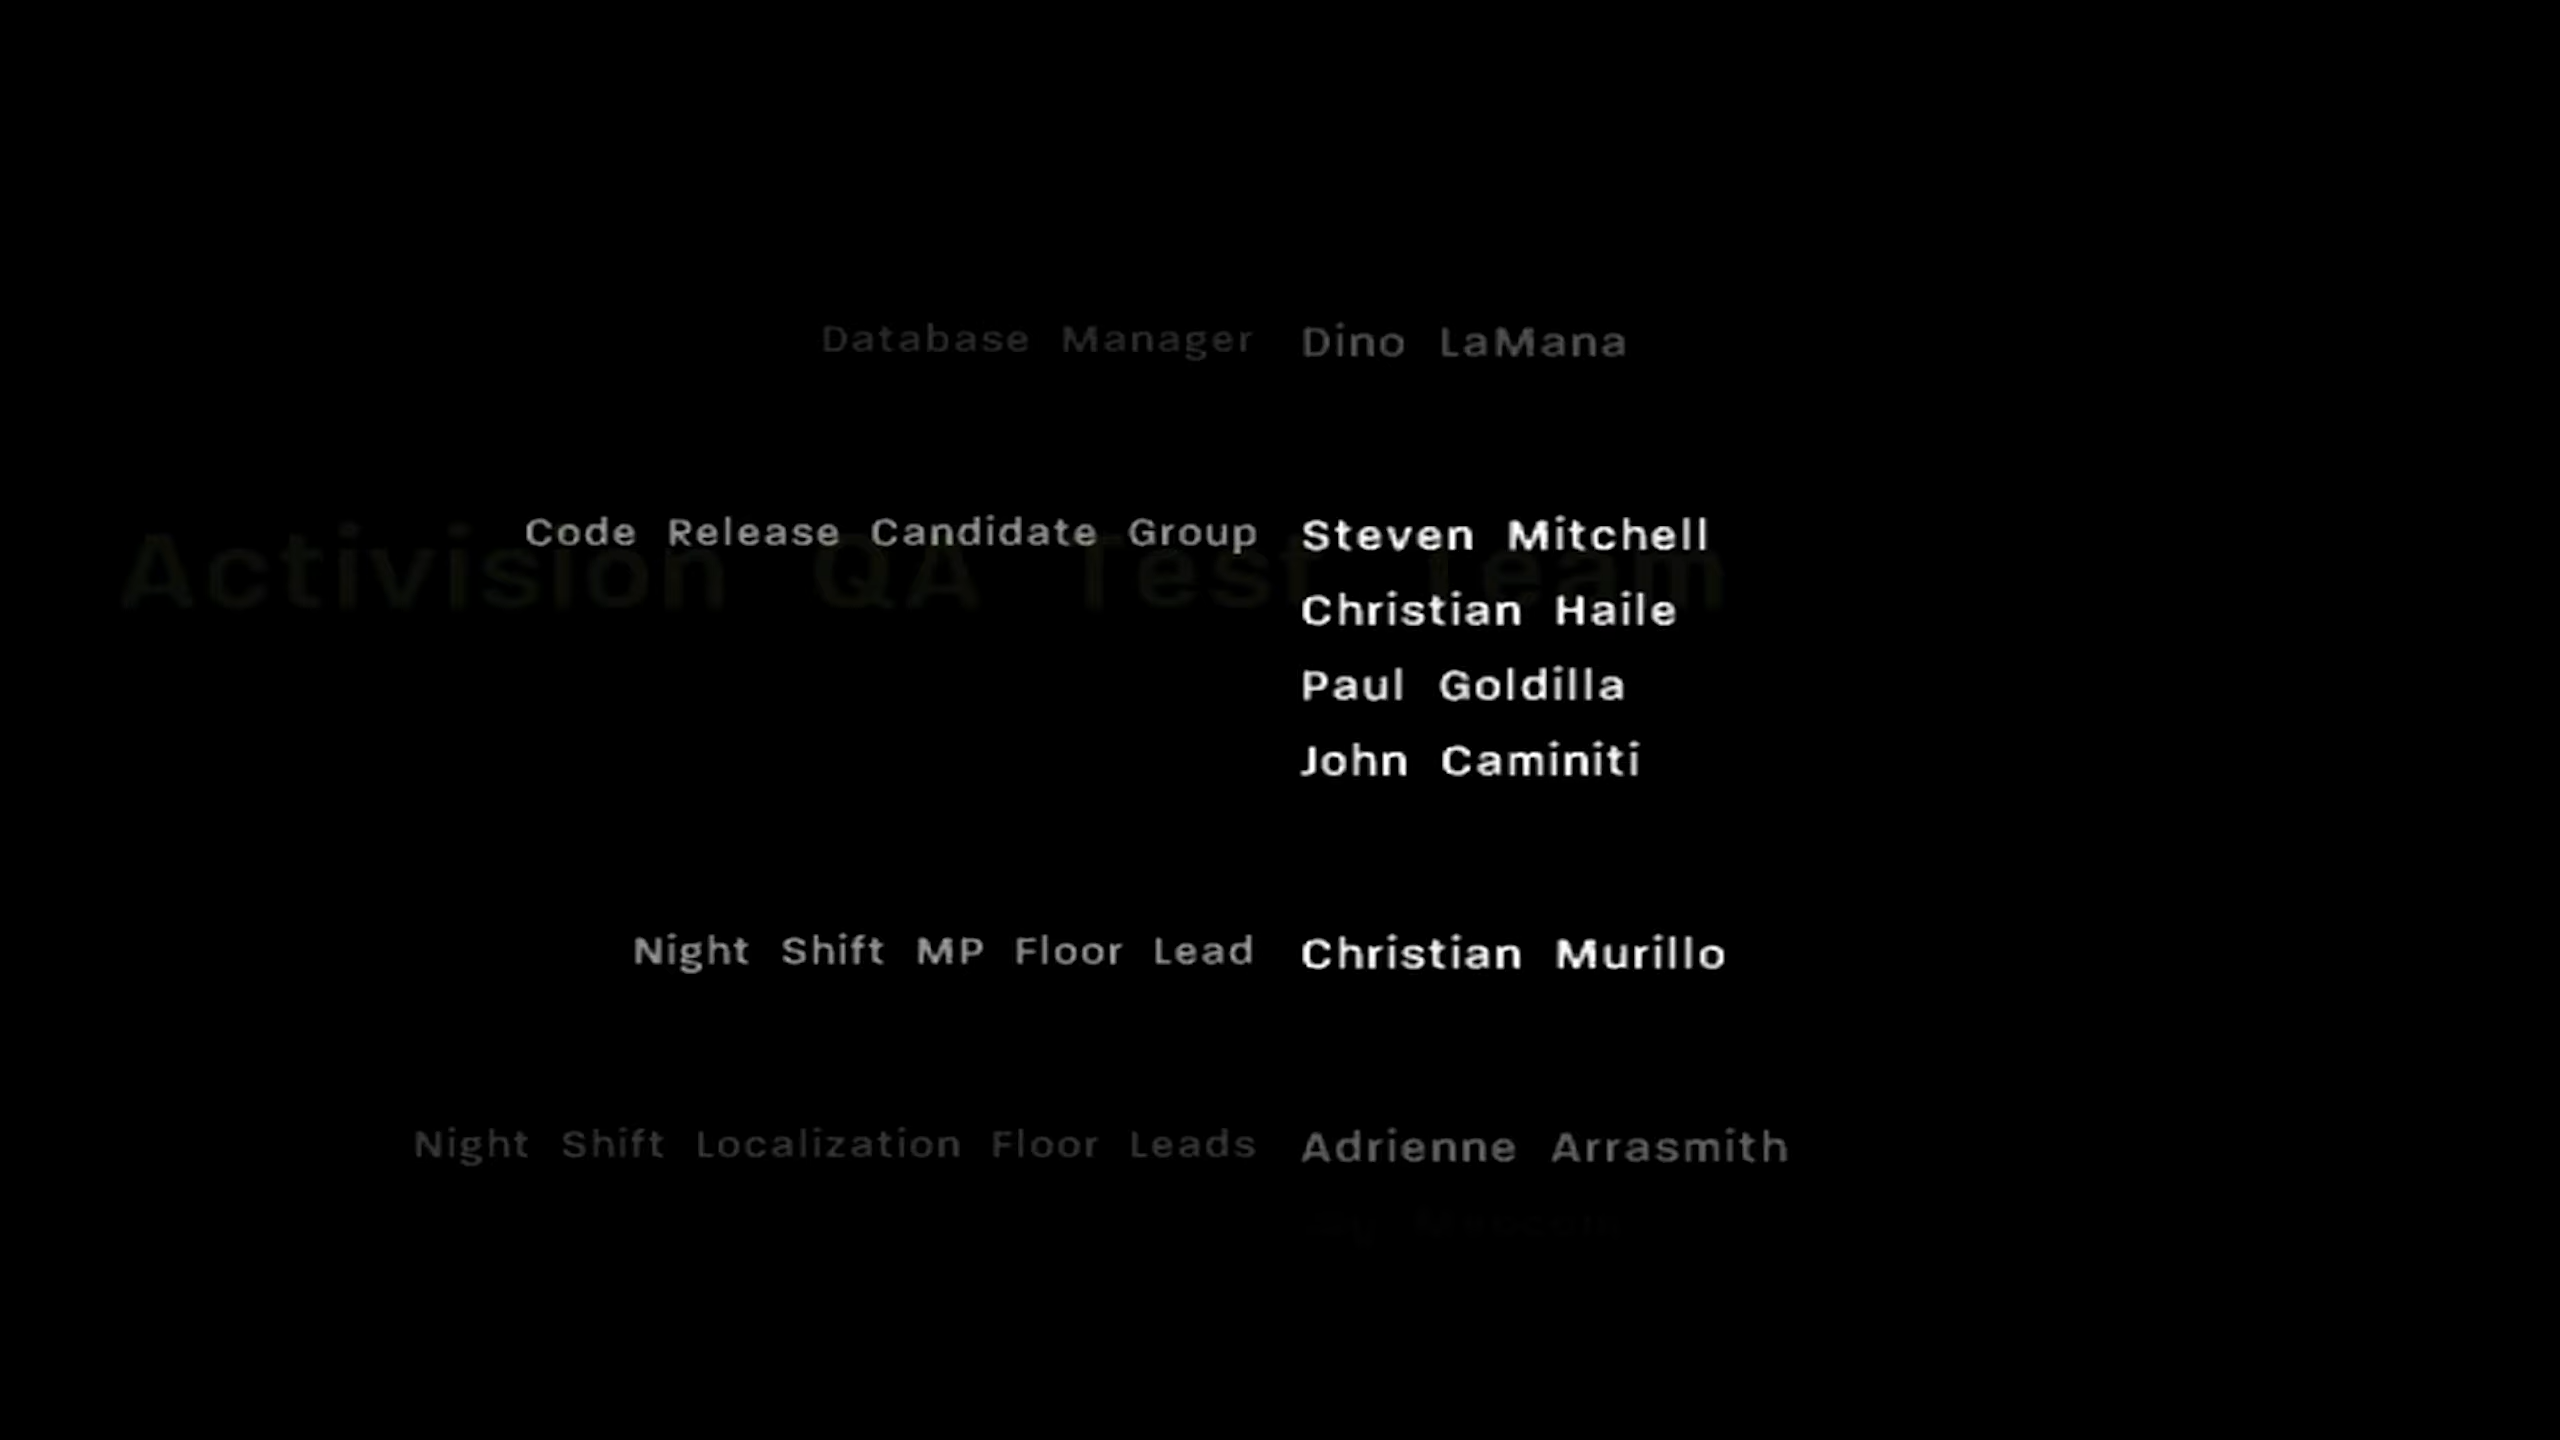 Database Manager Dino LaMana
Code Release Candidate Group Steven Mitchell
Activision QA Test Team
Christian Haile
Paul Goldilla
John Caminiti
Night Shift MP Floor Lead Christian Murillo
Night Shift Localization Floor Leads Adrienne Arrasmith